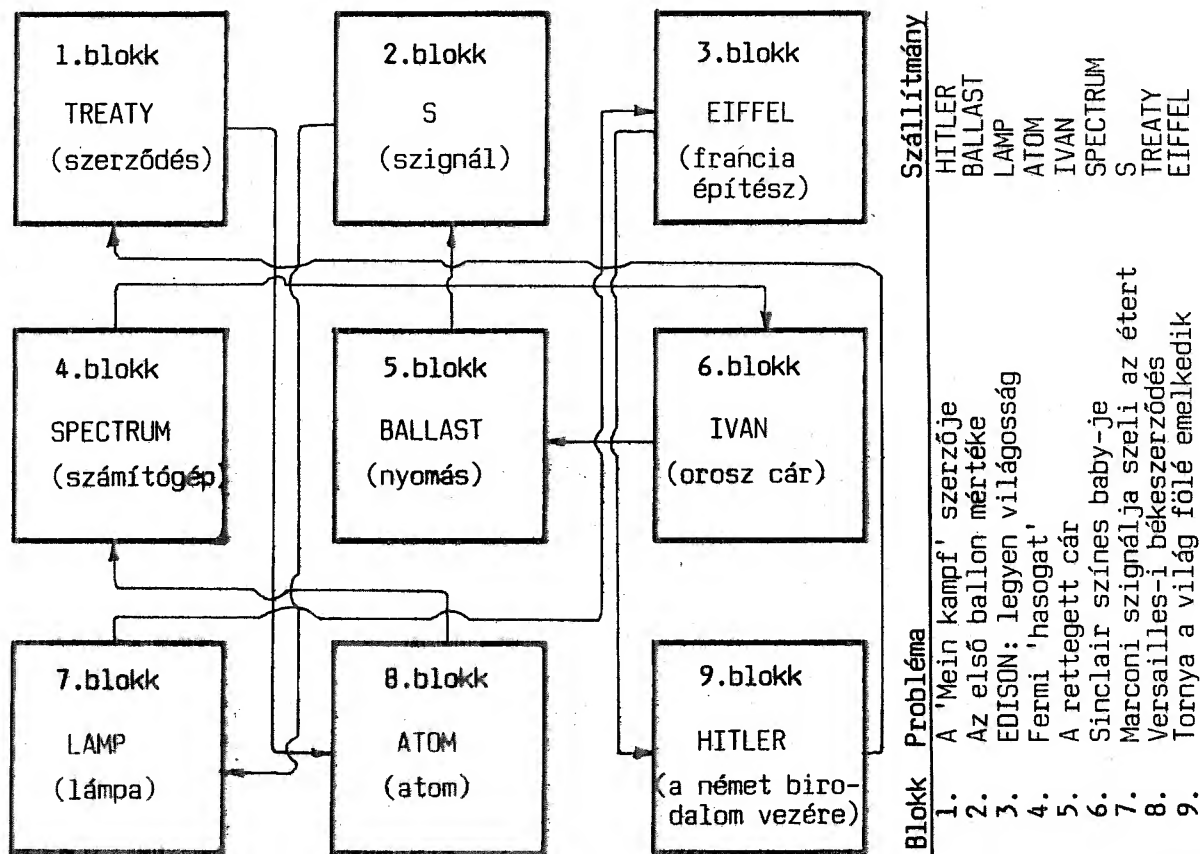 1.blokk
TREATY
(szerződés)
2.blokk
S
(szignál)
3.blokk
EIFFEL
(francia
építész)
4.blokk
SPECTRUM
(számítógép)
5.blokk
BALLAST
(nyomás)
6.blokk
IVAN
(orosz cár)
7.blokk
LAMP
(lámpa)
8.blokk
ATOM
(atom)
9.blokk
HITLER
(a német biro-
dalom vezére)
Blokk Probléma Szállítmány
1. A 'Mein kampf' szerzője HITLER
2. Az első ballon mértéke BALLAST
3. EDISON: legyen világosság LAMP
4. Fermi 'hasogat' ATOM
5. A rettegett cár IVAN
6. Sinclair színes baby-je SPECTRUM
7. Marconi szignálja szeli az étert S
8. Versailles-i békeszerződés TREATY
9. Tornya a világ fölé emelkedik EIFFEL